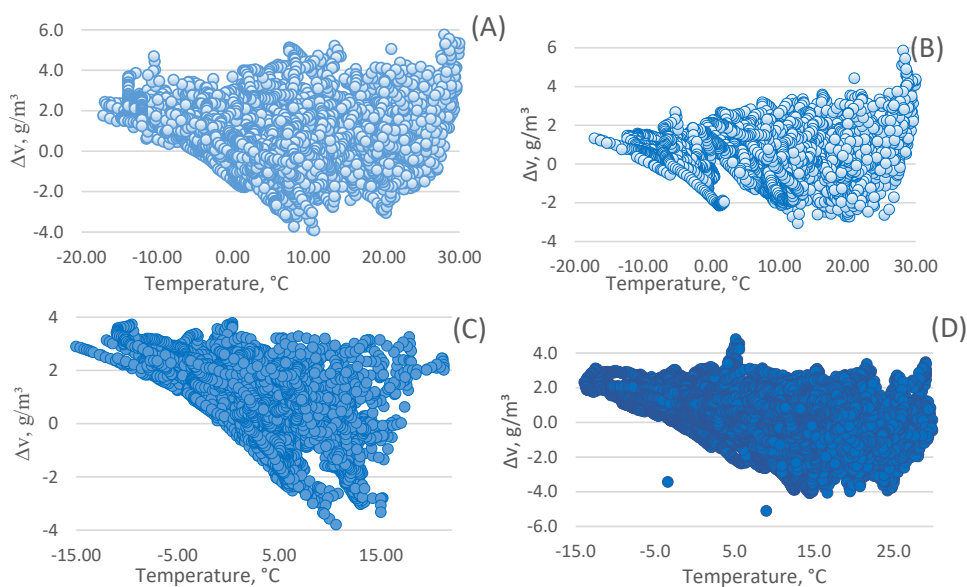 (A)
6.0
4.0
2.0
0.0
-2.0
-4.0
Δv, g/m³
-20.00 -10.00 0.00 10.00 20.00 30.00
Temperature, °C
(B)
6
4
2
0
-2
-4
Δv, g/m³
-20.00 -10.00 0.00 10.00 20.00 30.00
Temperature, °C
(C)
4
2
0
-2
-4
Δv, g/m³
-15.00 -5.00 5.00 15.00
Temperature, °C
(D)
4.0
2.0
0.0
-2.0
-4.0
-6.0
Δv, g/m³
-15.0 -5.0 5.0 15.0 25.0
Temperature, °C